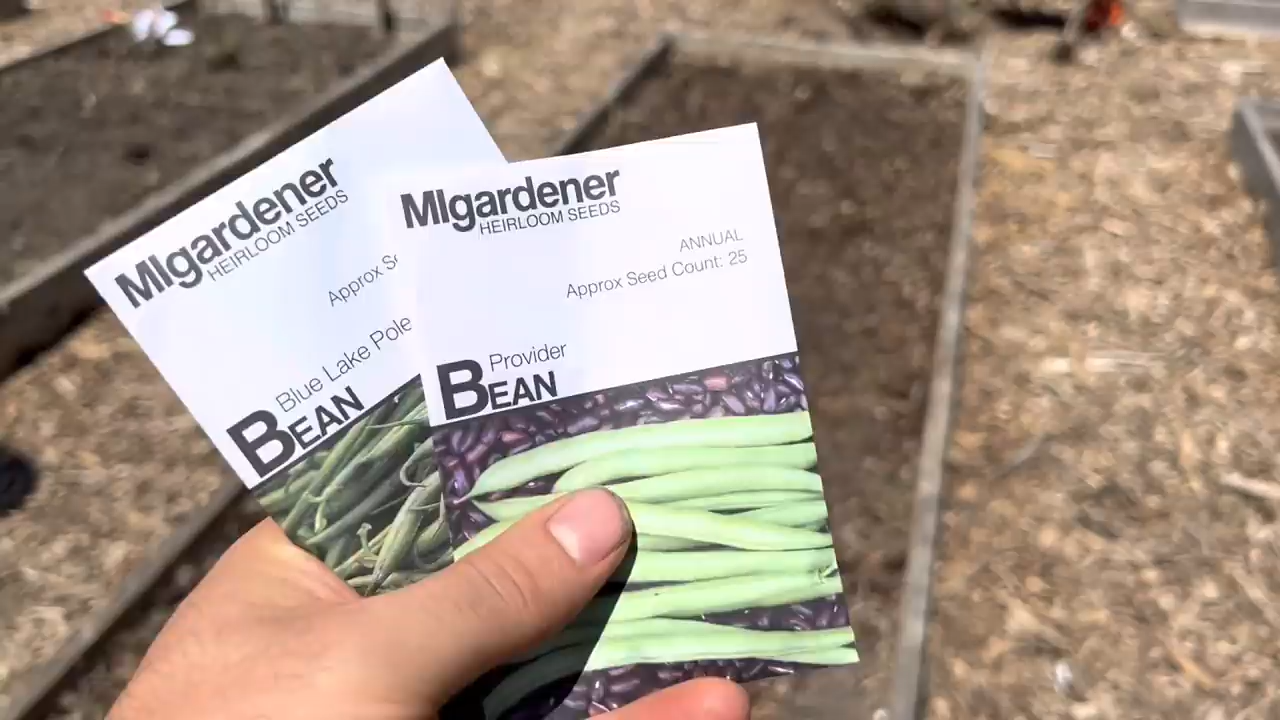 MIgardener
HEIRLOOM SEEDS
Approx Se
Blue Lake Pole
BEAN
MIgardener
HEIRLOOM SEEDS
ANNUAL
Approx Seed Count: 25
Provider
BEAN